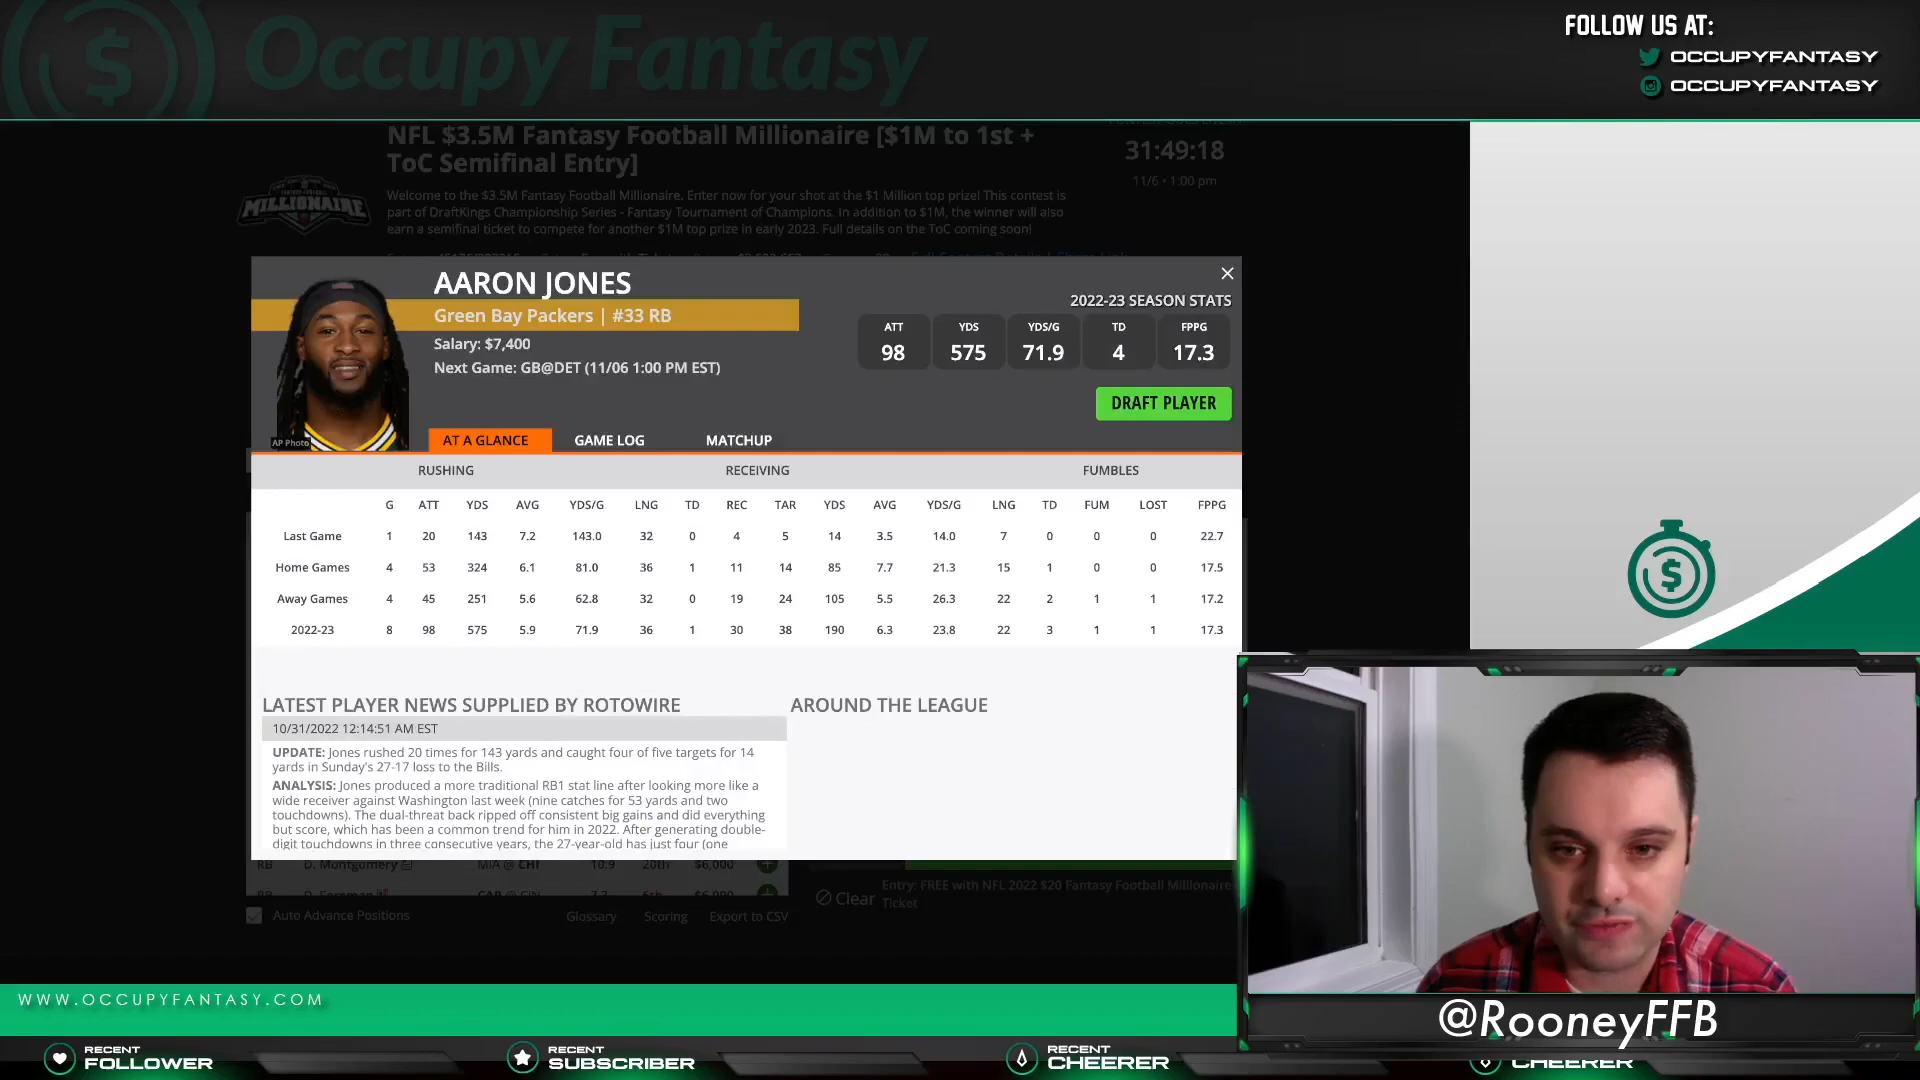 Occupy Fantasy
FOLLOW US AT:
OCCUPYFANTASY
OCCUPYFANTASY
NFL $3.5M Fantasy Football Millionaire [$1M to 1st +
ToC Semifinal Entry]
31:49:18
11/6 • 1:00 pm
MILLIONAIRE
Welcome to the $3.5M Fantasy Football Millionaire. Enter now for your shot at the $1 Million top prize! This contest is
part of DraftKings Championship Series - Fantasy Tournament of Champions. In addition to $1M, the winner will also
earn a semifinal ticket to compete for another $1M top prize in early 2023. Full details on the ToC coming soon!
AARON JONES
Green Bay Packers | #33 RB
Salary: $7,400
Next Game: GB@DET (11/06 1:00 PM EST)
2022-23 SEASON STATS
ATT YDS YDS/G TD FPPG
98 575 71.9 4 17.3
DRAFT PLAYER
AP Photo
AT A GLANCE GAME LOG MATCHUP
RUSHING RECEIVING FUMBLES
G ATT YDS AVG YDS/G LNG TD REC TAR YDS AVG YDS/G LNG TD FUM LOST FPPG
Last Game 1 20 143 7.2 143.0 32 0 4 5 14 3.5 14.0 7 0 0 0 22.7
Home Games 4 53 324 6.1 81.0 36 1 11 14 85 7.7 21.3 15 1 0 0 17.5
Away Games 4 45 251 5.6 62.8 32 0 19 24 105 5.5 26.3 22 2 1 1 17.2
2022-23 8 98 575 5.9 71.9 36 1 30 38 190 6.3 23.8 22 3 1 1 17.3
LATEST PLAYER NEWS SUPPLIED BY ROTOWIRE
AROUND THE LEAGUE
10/31/2022 12:14:51 AM EST
UPDATE: Jones rushed 20 times for 143 yards and caught four of five targets for 14
yards in Sunday's 27-17 loss to the Bills.
ANALYSIS: Jones produced a more traditional RB1 stat line after looking more like a
wide receiver against Washington last week (nine catches for 53 yards and two
touchdowns). The dual-threat back ripped off consistent big gains and did everything
but score, which has been a common trend for him in 2022. After generating double-
digit touchdowns in three consecutive years, the 27-year-old has just four (one
RB D. Montgomery MIA @ CHI 10.9 20th $6,000
RB D. Foreman CAR @ CIN 6th $6,000
Clear
Entry: FREE with NFL 2022 $20 Fantasy Football Millionaire
Ticket
Auto Advance Positions Glossary Scoring Export to CSV
WWW.OCCUPYFANTASY.COM
@RooneyFFB
RECENT
FOLLOWER
RECENT
SUBSCRIBER
RECENT
CHEERER
CHEERER